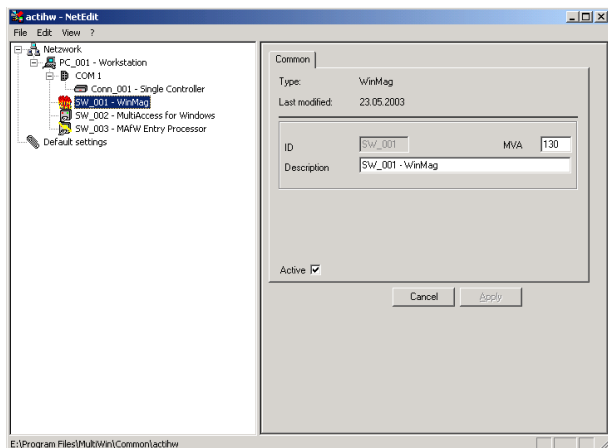 actihw - NetEdit
File Edit View ?
Netzwork
PC_001 - Workstation
COM 1
Conn_001 - Single Controller
SW_001 - WinMag
SW_002 - MultiAccess for Windows
SW_003 - MAfW Entry Processor
Default settings
Common
Type: WinMag
Last modified: 23.05.2003
ID SW_001 MVA 130
Description SW_001 - WinMag
Active
Cancel Apply
E:\Program Files\MultiWin\Common\actihw